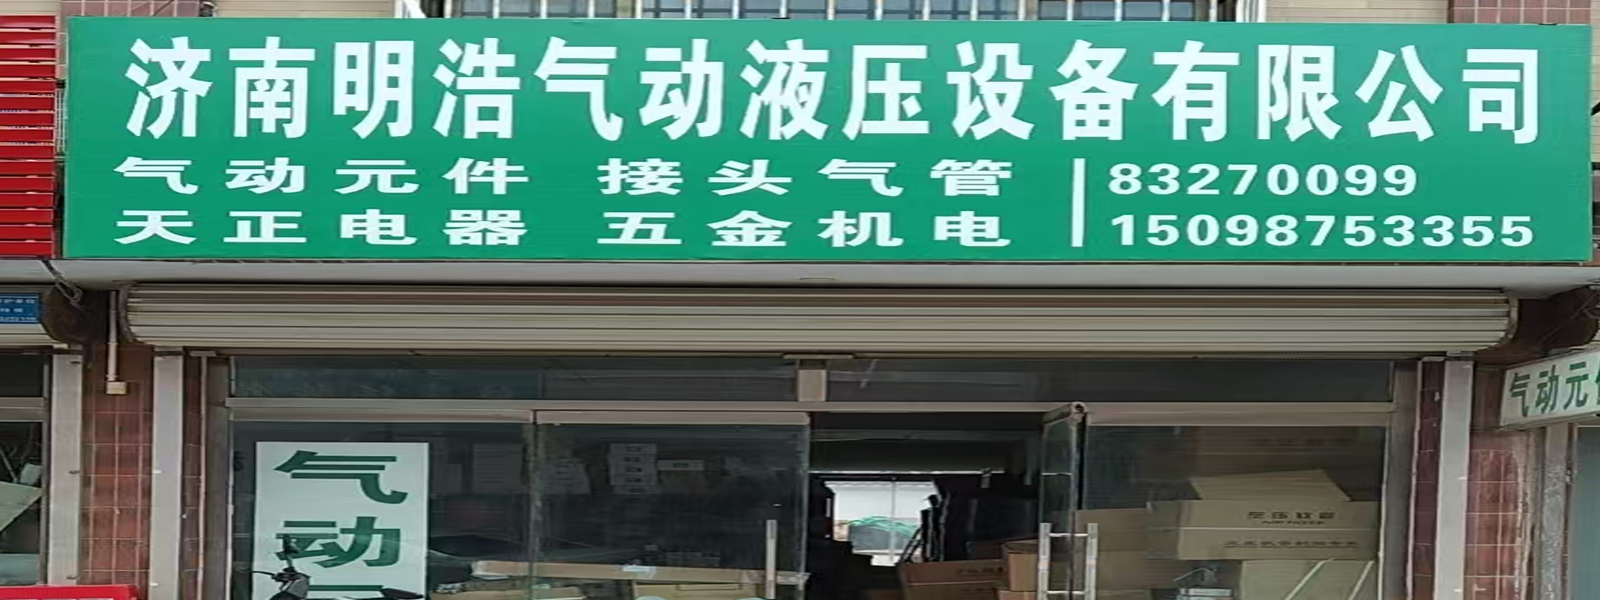 济南明浩气动液压设备有限公司
气动元件 接头气管
83270099
天正电器 五金机电
15098753355
气动元
气动